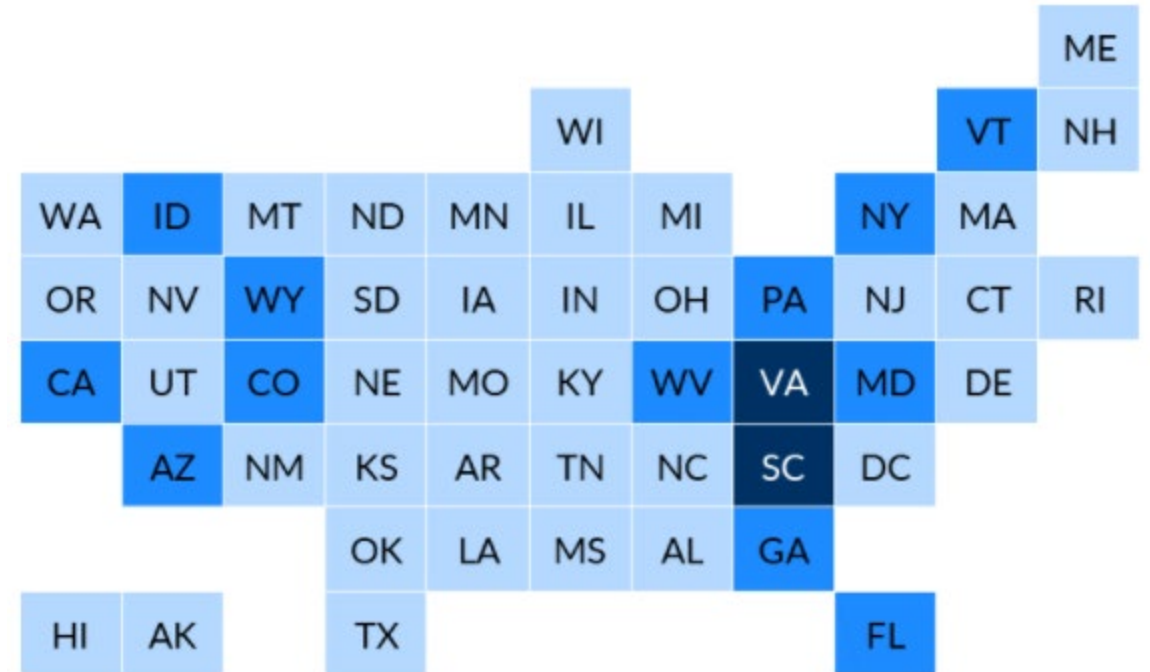 ME
WI VT NH
WA ID MT ND MN IL MI NY MA
OR NV WY SD IA IN OH PA NJ CT RI
CA UT CO NE MO KY WV VA MD DE
AZ NM KS AR TN NC SC DC
OK LA MS AL GA
HI AK TX FL